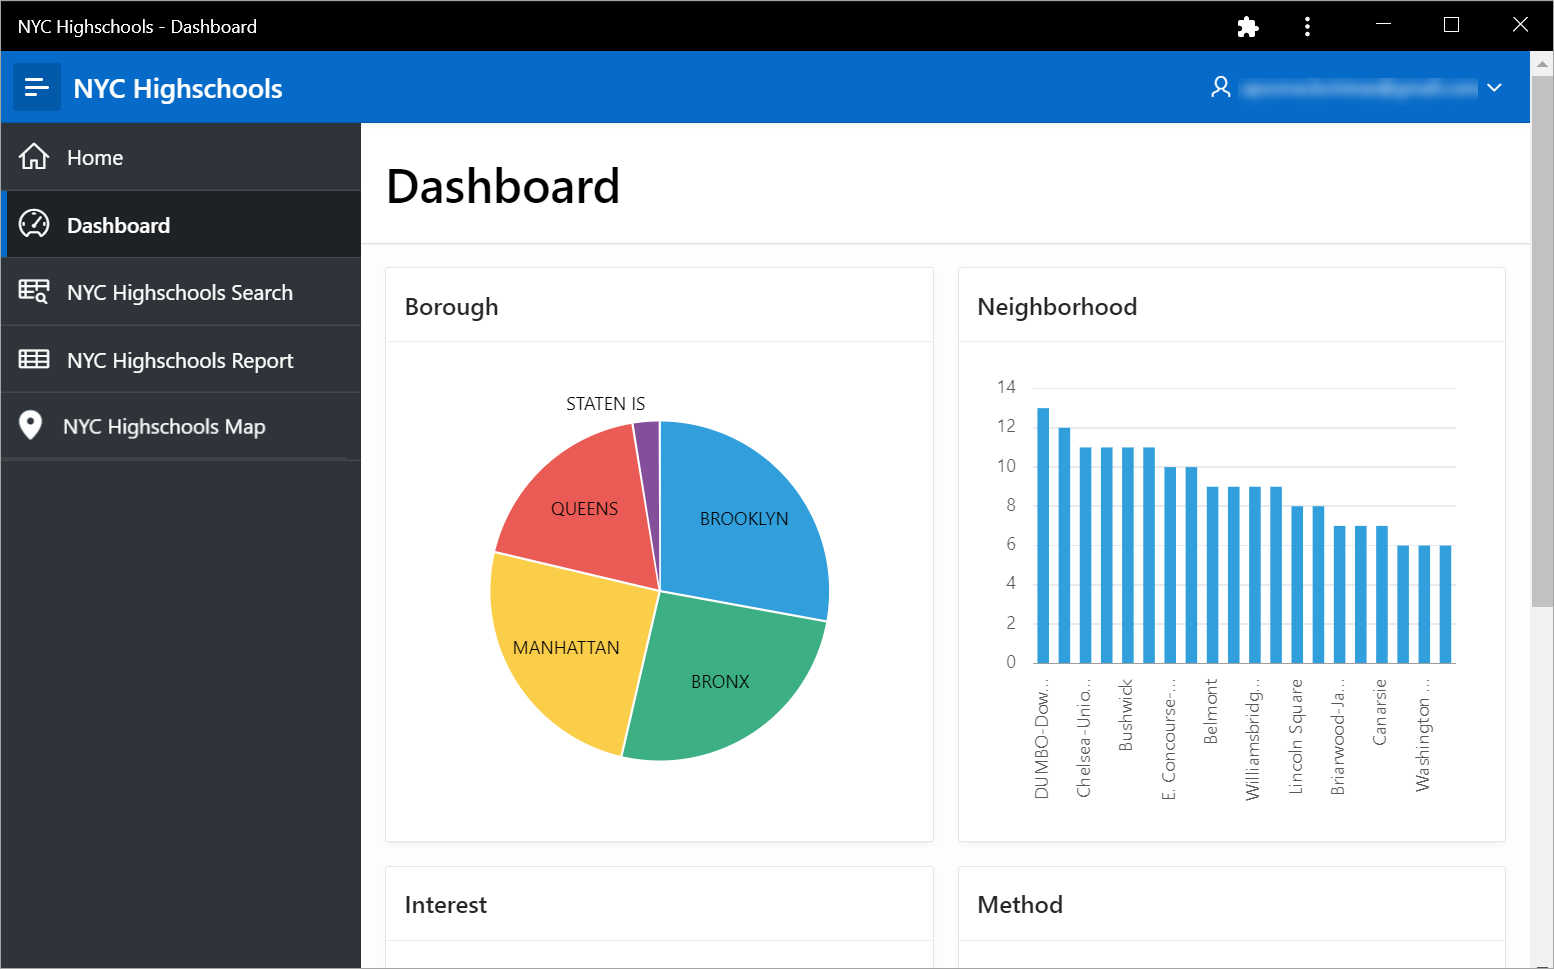 NYC Highschools - Dashboard
NYC Highschools
Home
Dashboard
NYC Highschools Search
NYC Highschools Report
NYC Highschools Map
Dashboard
Borough
STATEN IS
QUEENS
BROOKLYN
MANHATTAN
BRONX
Neighborhood
14
12
10
8
6
4
2
0
DUMBO-Dow...
Chelsea-Unio...
Bushwick
E. Concourse-...
Belmont
Williamsbridg...
Lincoln Square
Briarwood-Ja...
Canarsie
Washington ...
Interest
Method